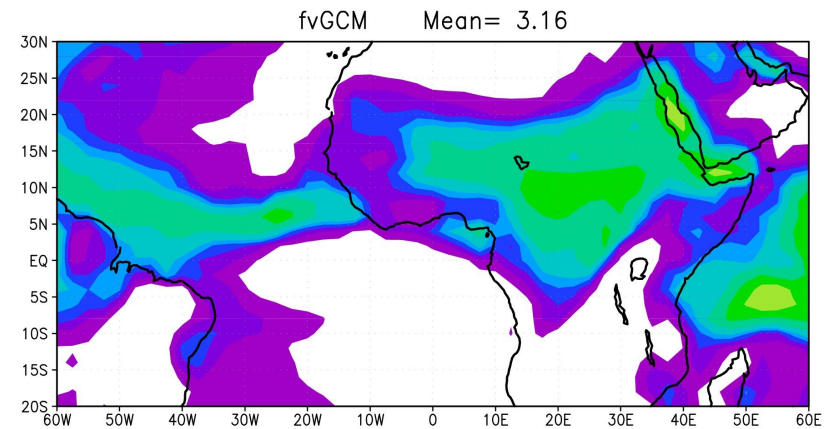 fvGCM Mean= 3.16
30N
25N
20N
15N
10N
5N
EQ
5S
10S
15S
20S
60W 50W 40W 30W 20W 10W 0 10E 20E 30E 40E 50E 60E